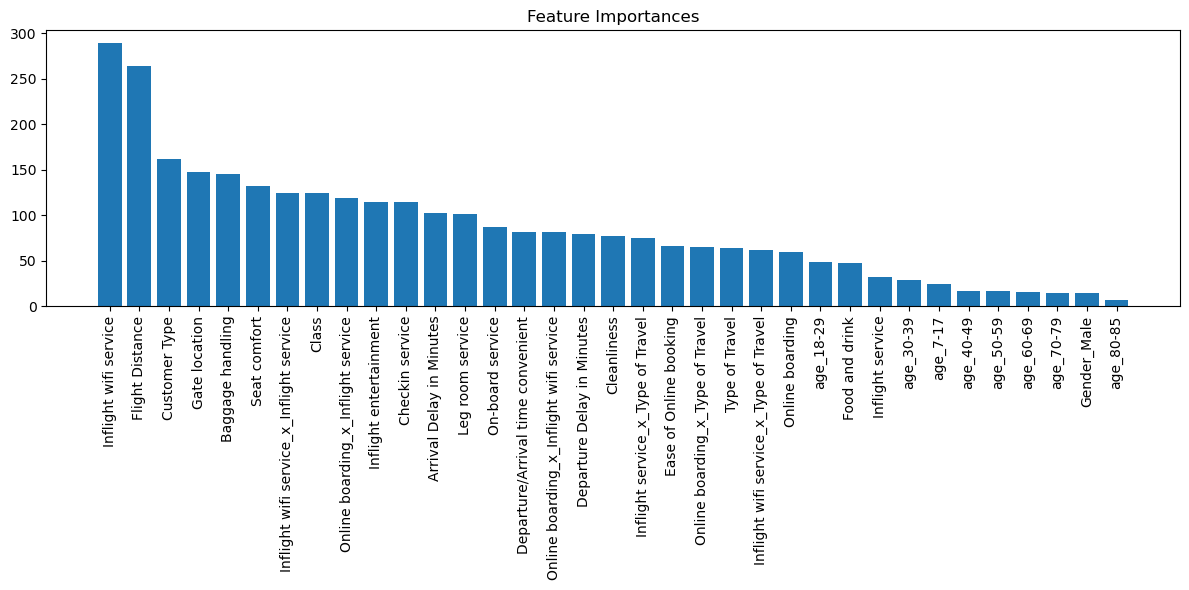 Feature Importances
300
250
200
150
100
50
0
Inflight wifi service
Flight Distance
Customer Type
Gate location
Baggage handling
Seat comfort
Inflight wifi service_x_Inflight service
Class
Online boarding_x_Inflight service
Inflight entertainment
Checkin service
Arrival Delay in Minutes
Leg room service
On-board service
Departure/Arrival time convenient
Online boarding_x_Inflight wifi service
Departure Delay in Minutes
Cleanliness
Inflight service_x_Type of Travel
Ease of Online booking
Online boarding_x_Type of Travel
Type of Travel
Inflight wifi service_x_Type of Travel
Online boarding
age_18-29
Food and drink
Inflight service
age_30-39
age_7-17
age_40-49
age_50-59
age_60-69
age_70-79
Gender_Male
age_80-85